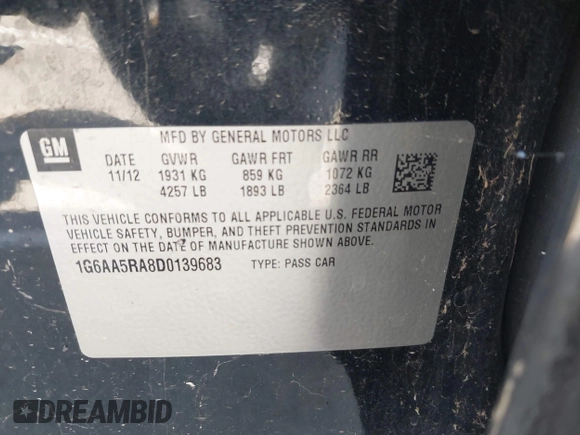 GM
MFD BY GENERAL MOTORS LLC
DATE GVWR GAWR FRT GAWR RR
11/12 1931 KG 859 KG 1072 KG
4257 LB 1893 LB 2364 LB
THIS VEHICLE CONFORMS TO ALL APPLICABLE U.S. FEDERAL MOTOR
VEHICLE SAFETY, BUMPER, AND THEFT PREVENTION STANDARDS IN
EFFECT ON THE DATE OF MANUFACTURE SHOWN ABOVE.
1G6AA5RA8D0139683 TYPE: PASS CAR
DREAMBID